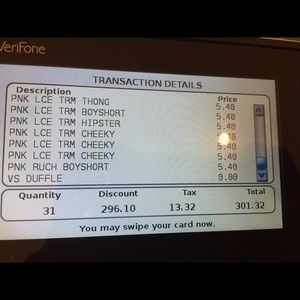 VeriFone
TRANSACTION DETAILS
Description Price
PNK LCE TRM THONG 5.40
PNK LCE TRM BOYSHORT 5.40
PNK LCE TRM HIPSTER 5.40
PNK LCE TRM CHEEKY 5.40
PNK LCE TRM CHEEKY 5.40
PNK LCE TRM CHEEKY 5.40
PNK RUCH BOYSHORT 5.40
VS DUFFLE 0.00
Quantity Discount Tax Total
31 296.10 13.32 301.32
You may swipe your card now.